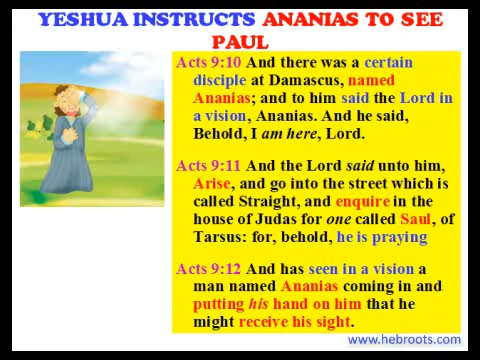 YESHUA INSTRUCTS ANANIAS TO SEE
PAUL
Acts 9:10 And there was a certain
disciple at Damascus, named
Ananias; and to him said the Lord in
a vision, Ananias. And he said,
Behold, I am here, Lord.
Acts 9:11 And the Lord said unto him,
Arise, and go into the street which is
called Straight, and enquire in the
house of Judas for one called Saul, of
Tarsus: for, behold, he is praying
Acts 9:12 And has seen in a vision a
man named Ananias coming in and
putting his hand on him that he
might receive his sight.
www.hebroots.com